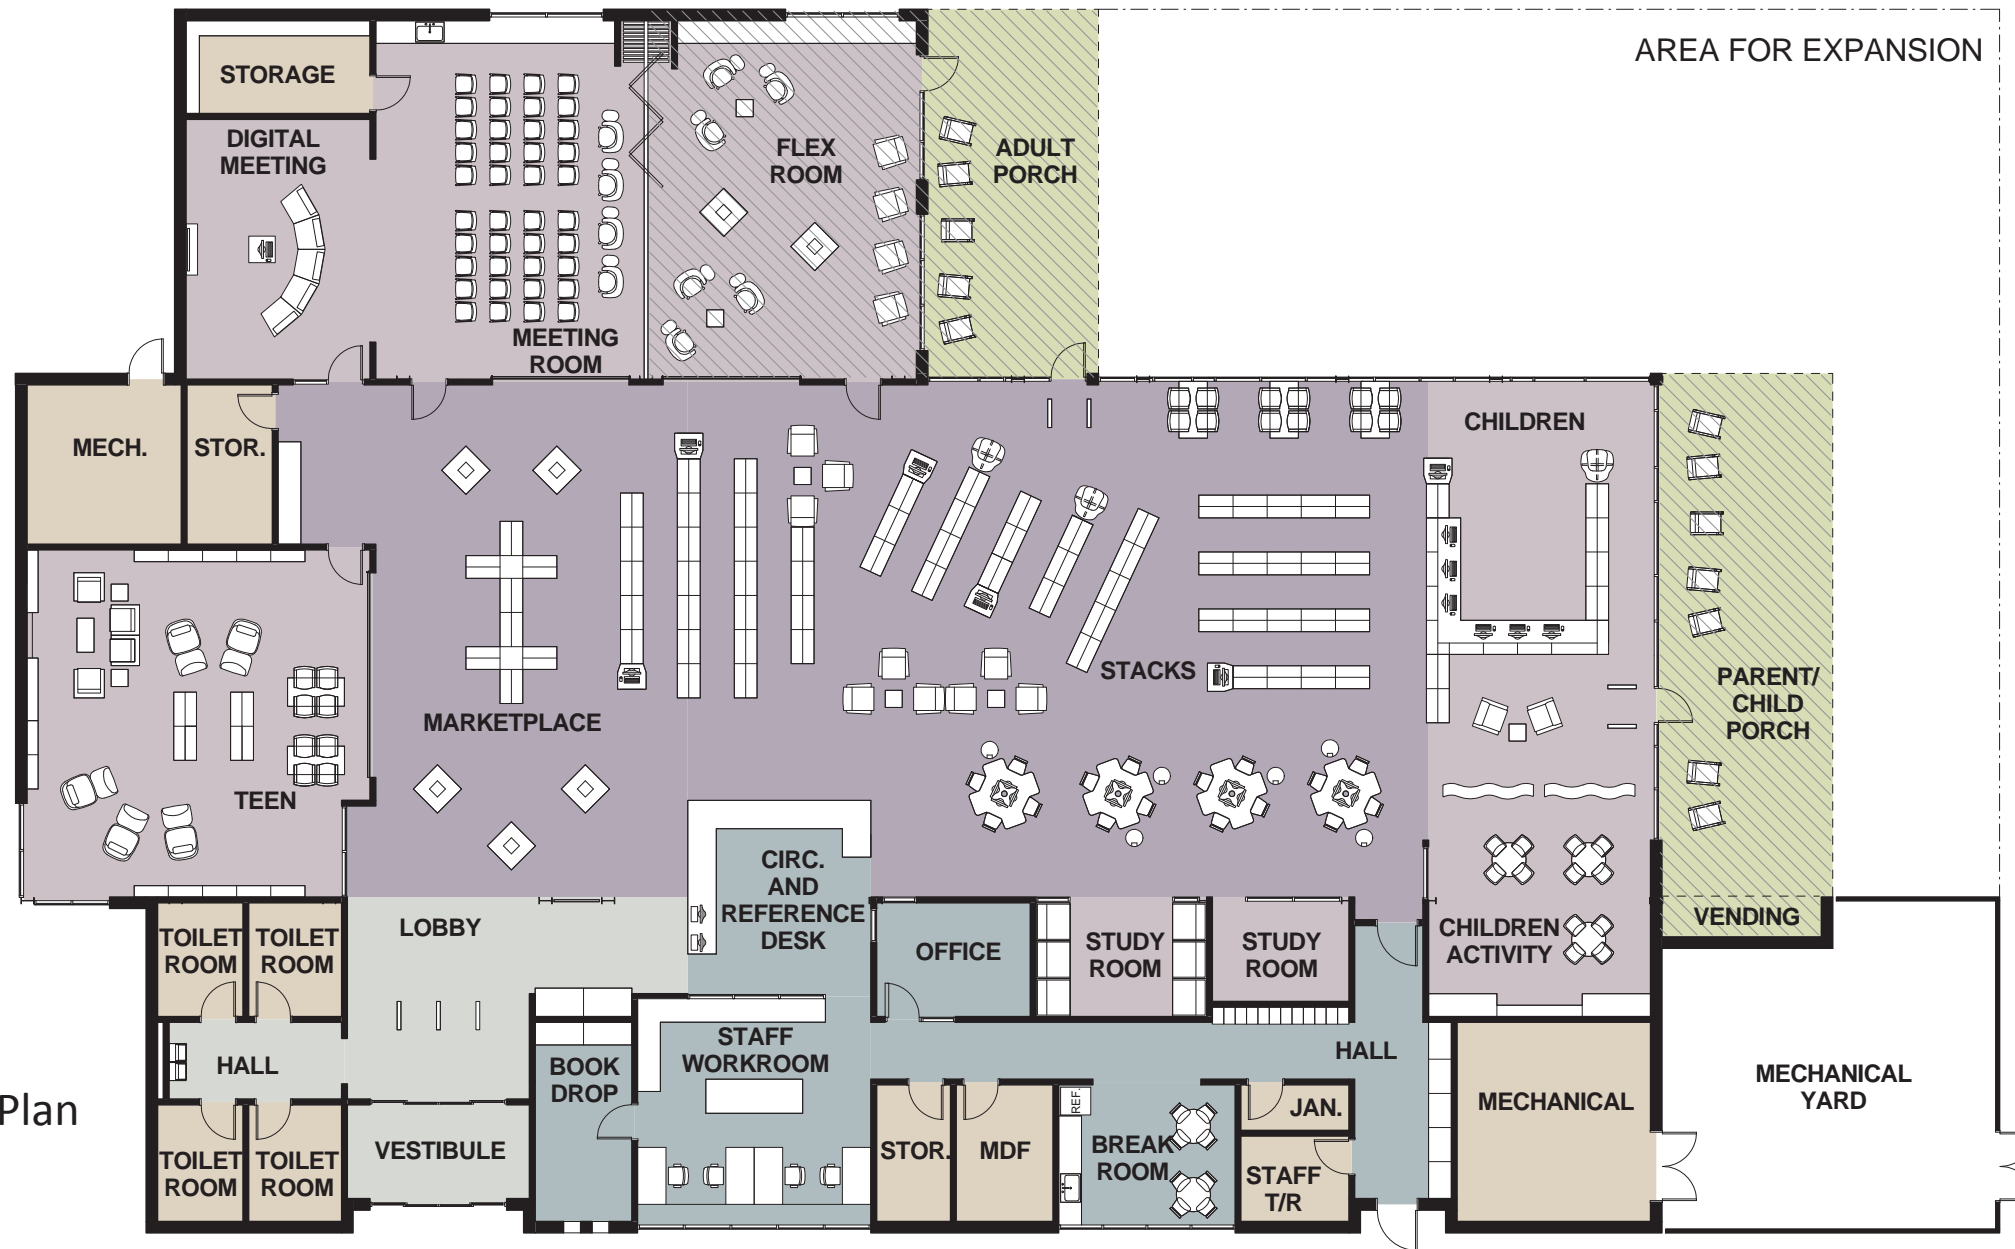 AREA FOR EXPANSION
STORAGE
DIGITAL
MEETING
FLEX
ROOM
ADULT
PORCH
MEETING
ROOM
MECH.
STOR.
CHILDREN
STACKS
MARKETPLACE
PARENT/
CHILD
PORCH
TEEN
CIRC.
AND
REFERENCE
DESK
LOBBY
VENDING
TOILET
ROOM
TOILET
ROOM
OFFICE
STUDY
ROOM
STUDY
ROOM
CHILDREN
ACTIVITY
STAFF
WORKROOM
HALL
HALL
BOOK
DROP
REF.
JAN.
MECHANICAL
MECHANICAL
YARD
Plan
TOILET
ROOM
TOILET
ROOM
VESTIBULE
STOR.
MDF
BREAK
ROOM
STAFF
T/R